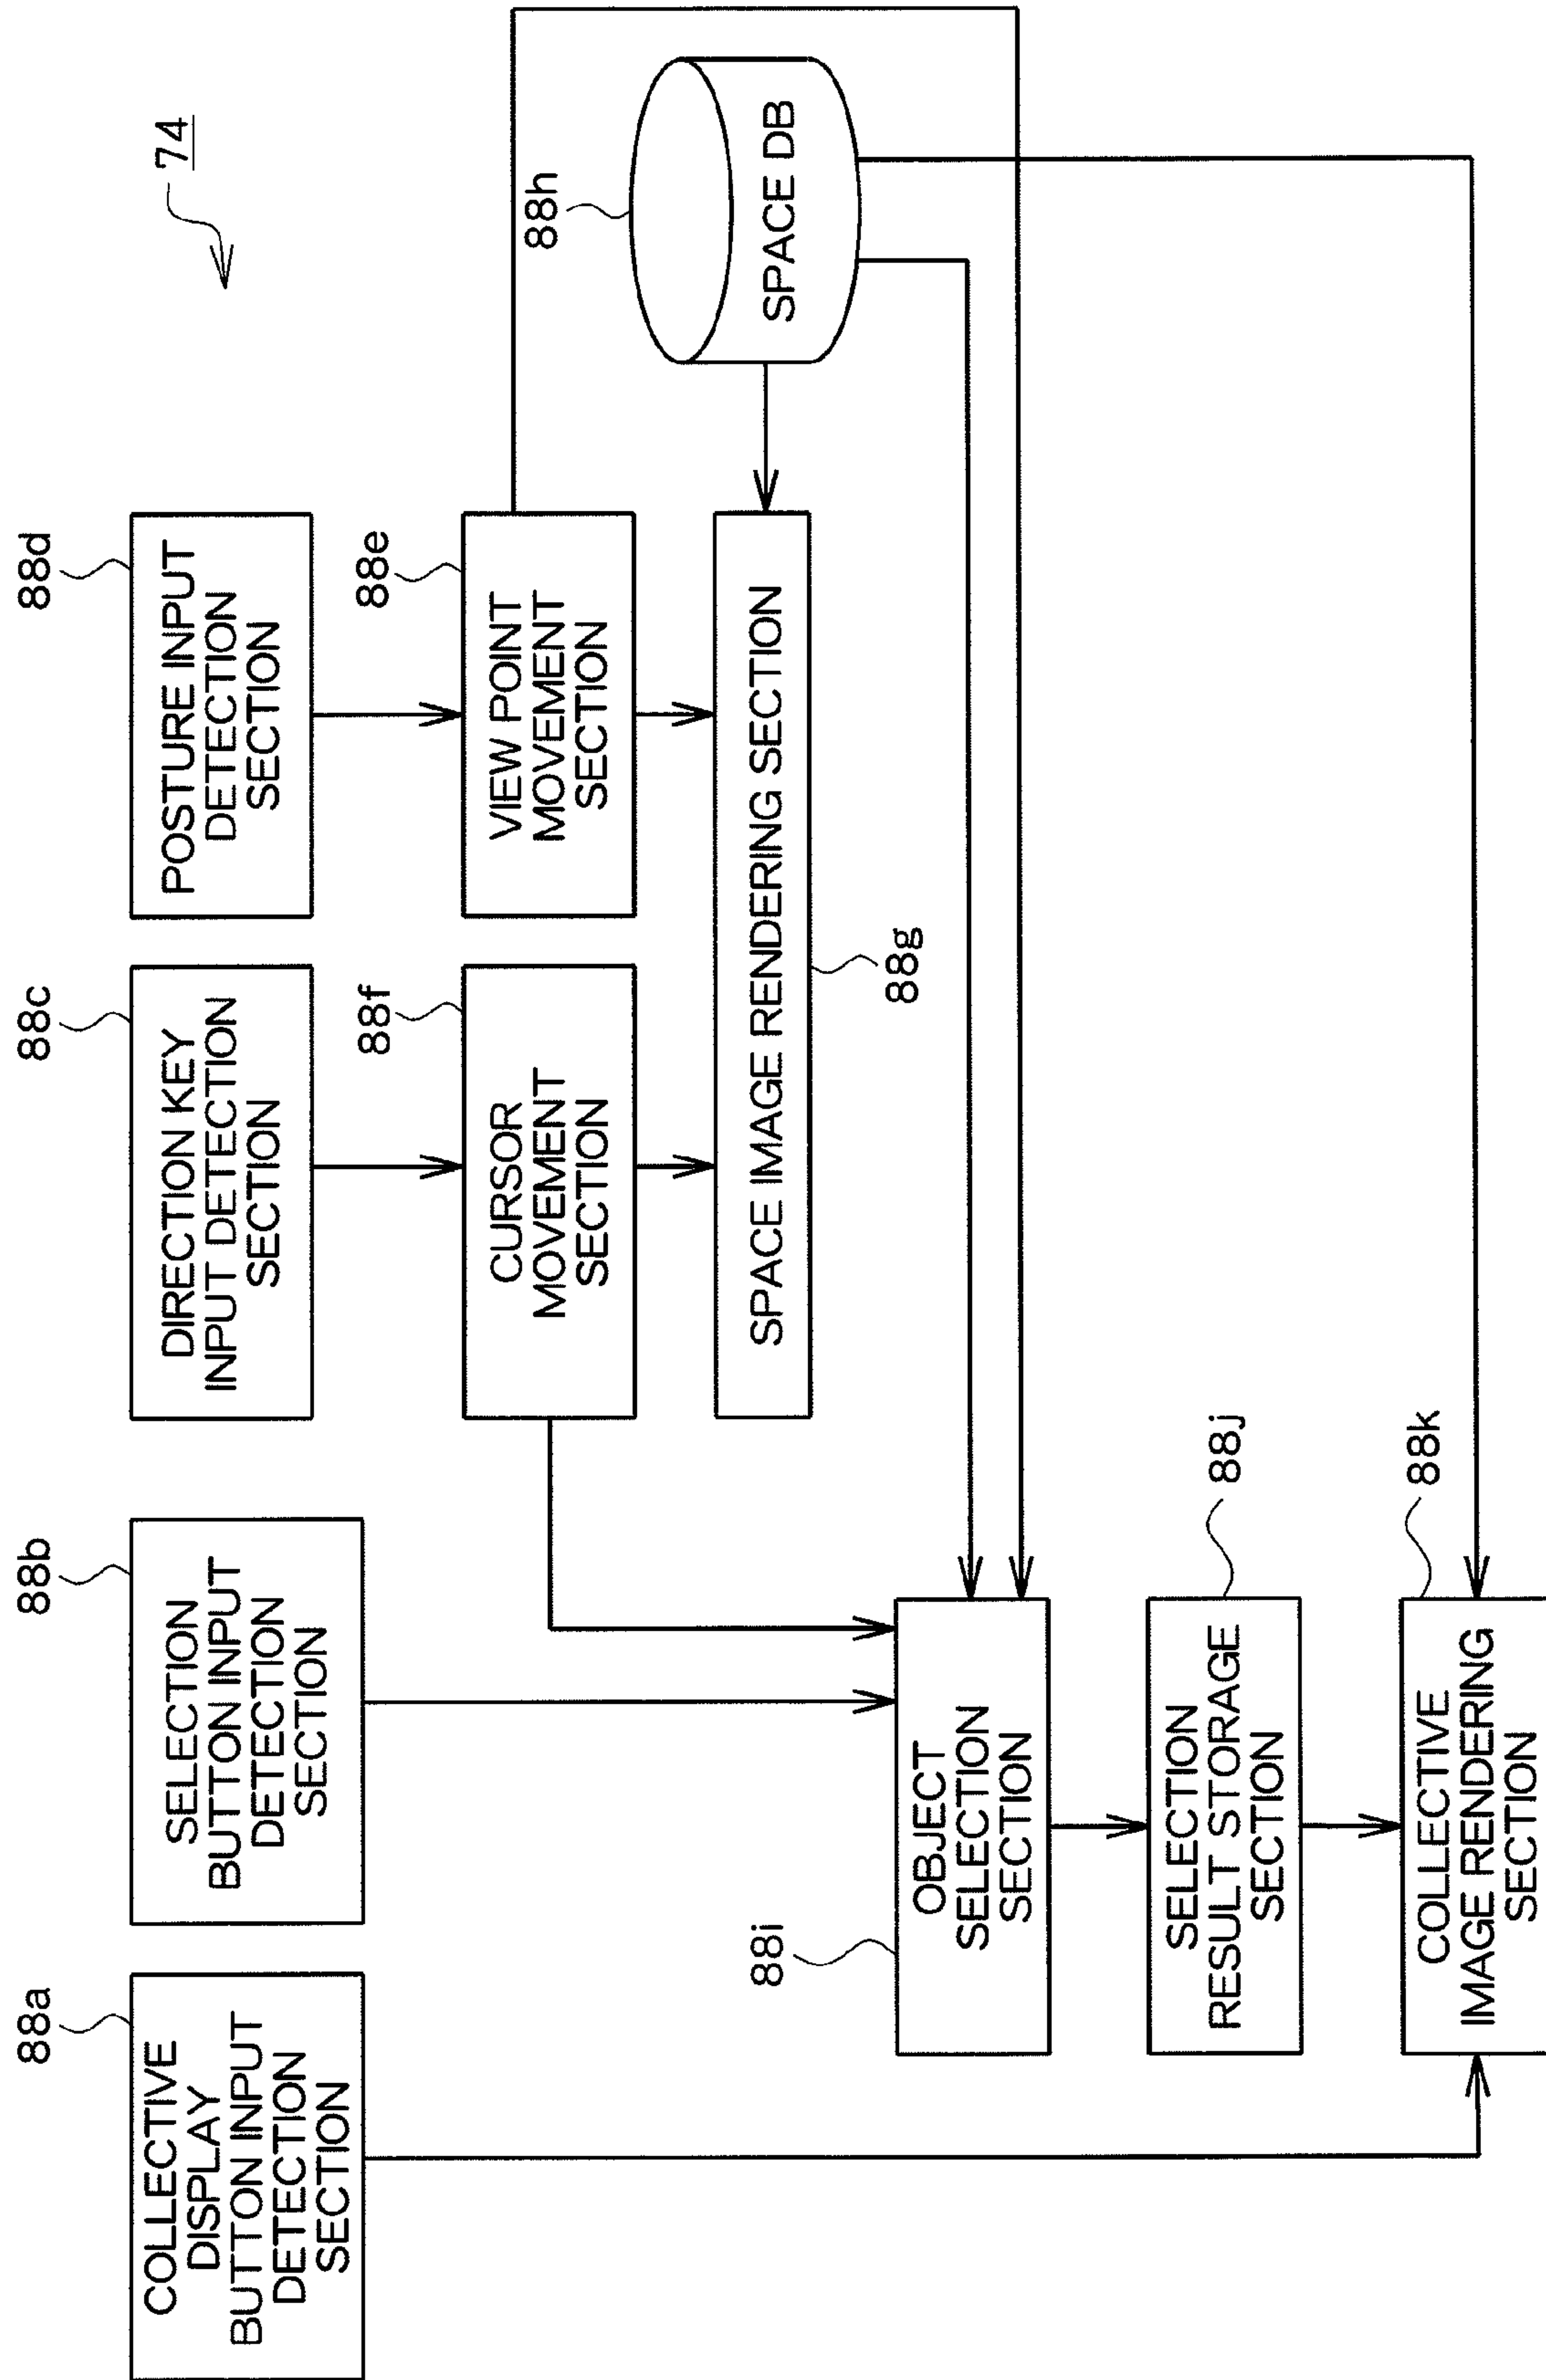 74
88a
COLLECTIVE
DISPLAY
BUTTON INPUT
DETECTION
SECTION
88b
SELECTION
BUTTON INPUT
DETECTION
SECTION
88c
DIRECTION KEY
INPUT DETECTION
SECTION
88d
POSTURE INPUT
DETECTION
SECTION
88f
CURSOR
MOVEMENT
SECTION
88e
VIEW POINT
MOVEMENT
SECTION
88h
SPACE DB
SPACE IMAGE RENDERING SECTION
88g
88i
OBJECT
SELECTION
SECTION
88j
SELECTION
RESULT STORAGE
SECTION
88k
COLLECTIVE
IMAGE RENDERING
SECTION